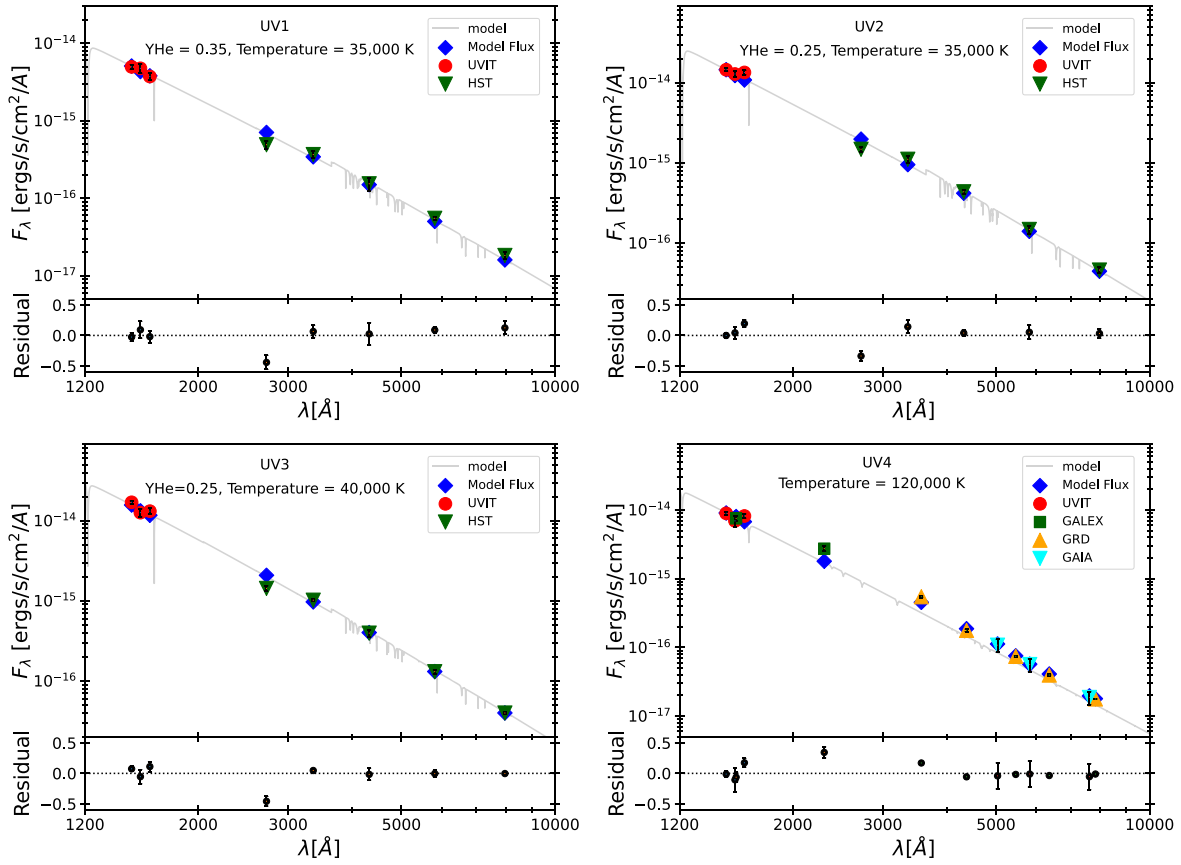 UV1
YHe = 0.35, Temperature = 35,000 K
model
Model Flux
UVIT
HST
10⁻¹⁴
10⁻¹⁵
10⁻¹⁶
10⁻¹⁷
Fλ [ergs/s/cm²/A]
0.5
0.0
−0.5
Residual
1200 2000 3000 5000 10000
λ[Å]
UV2
YHe = 0.25, Temperature = 35,000 K
model
Model Flux
UVIT
HST
10⁻¹⁴
10⁻¹⁵
10⁻¹⁶
Fλ [ergs/s/cm²/A]
0.5
0.0
−0.5
Residual
1200 2000 3000 5000 10000
λ[Å]
UV3
YHe=0.25, Temperature = 40,000 K
model
Model Flux
UVIT
HST
10⁻¹⁴
10⁻¹⁵
10⁻¹⁶
Fλ [ergs/s/cm²/A]
0.5
0.0
−0.5
Residual
1200 2000 3000 5000 10000
λ[Å]
UV4
Temperature = 120,000 K
model
Model Flux
UVIT
GALEX
GRD
GAIA
10⁻¹⁴
10⁻¹⁵
10⁻¹⁶
10⁻¹⁷
Fλ [ergs/s/cm²/A]
0.5
0.0
−0.5
Residual
1200 2000 3000 5000 10000
λ[Å]